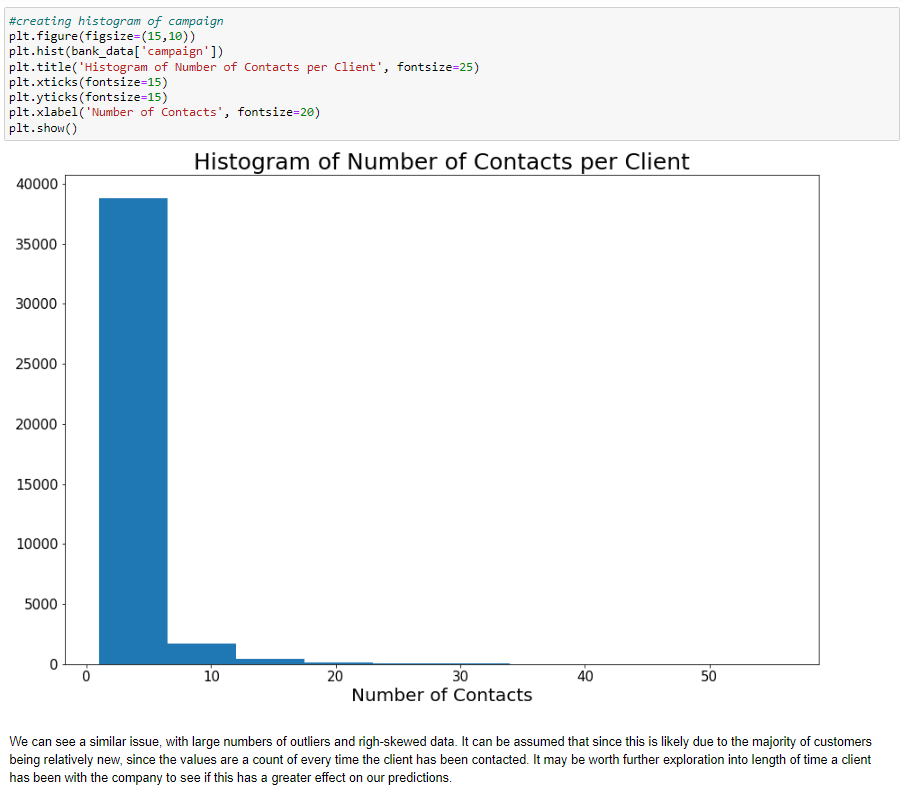 #creating histogram of campaign
plt.figure(figsize=(15,10))
plt.hist(bank_data['campaign'])
plt.title('Histogram of Number of Contacts per Client', fontsize=25)
plt.xticks(fontsize=15)
plt.yticks(fontsize=15)
plt.xlabel('Number of Contacts', fontsize=20)
plt.show()
Histogram of Number of Contacts per Client
40000
35000
30000
25000
20000
15000
10000
5000
0
0 10 20 30 40 50
Number of Contacts
We can see a similar issue, with large numbers of outliers and righ-skewed data. It can be assumed that since this is likely due to the majority of customers
being relatively new, since the values are a count of every time the client has been contacted. It may be worth further exploration into length of time a client
has been with the company to see if this has a greater effect on our predictions.